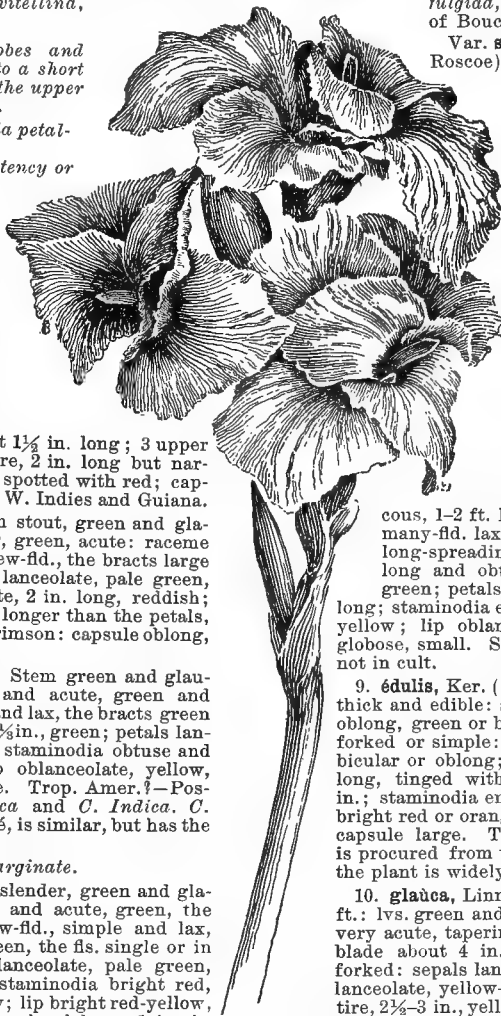 vitellina,
obes and
to a short
the upper
ia petal-
tency or
t 1½ in. long; 3 upper
re, 2 in. long but nar-
spotted with red; cap-
W. Indies and Guiana.
n stout, green and gla-
, green, acute: raceme
ew-fld., the bracts large
lanceolate, pale green,
te, 2 in. long, reddish;
longer than the petals,
rimson: capsule oblong,
Stem green and glau-
and acute, green and
nd lax, the bracts green
⅛in., green; petals lan-
staminodia obtuse and
oblanceolate, yellow,
e. Trop. Amer.?—Pos-
ca and C. Indica. C.
is similar, but has the
arginate.
slender, green and gla-
and acute, green, the
w-fld., simple and lax,
een, the fls. single or in
lanceolate, pale green,
staminodia bright red,
; lip bright red-yellow,
fulgida,
of Bouc
Var. s
Roscoe)
cous, 1-2 ft. l
many-fld. lax
long-spreadin
long and obt
green; petals
long; staminodia e
yellow; lip oblan
globose, small. S
not in cult.
9. édulis, Ker. (
thick and edible: s
oblong, green or b
forked or simple:
bicular or oblong;
long, tinged with
in.; staminodia er
bright red or oran
capsule large. T
is procured from t
the plant is widely
10. glaùca, Linn
ft.: lvs. green and
very acute, taperin
blade about 4 in.
forked: sepals lan
lanceolate, yellow-
tire, 2½-3 in., yell